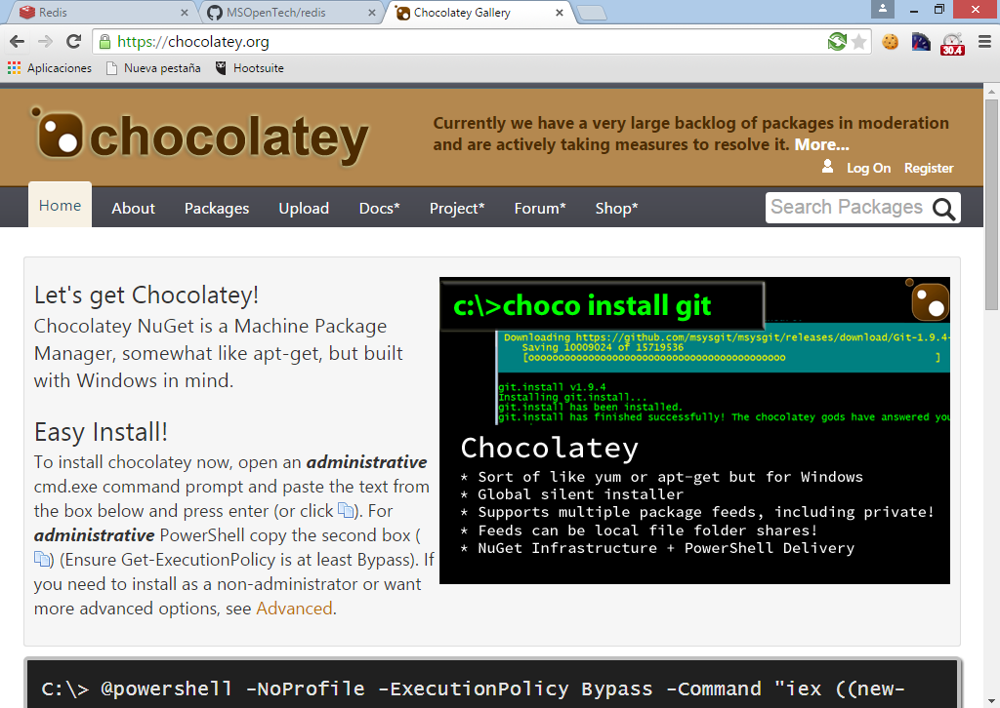 Redis
MSOpenTech/redis
Chocolatey Gallery
https://chocolatey.org
30.4
Aplicaciones
Nueva pestaña
Hootsuite
chocolatey
Currently we have a very large backlog of packages in moderation
and are actively taking measures to resolve it. More...
Log On Register
Home About Packages Upload Docs* Project* Forum* Shop*
Search Packages
Let's get Chocolatey!
Chocolatey NuGet is a Machine Package
Manager, somewhat like apt-get, but built
with Windows in mind.
Easy Install!
To install chocolatey now, open an administrative
cmd.exe command prompt and paste the text from
the box below and press enter (or click ). For
administrative PowerShell copy the second box (
) (Ensure Get-ExecutionPolicy is at least Bypass). If
you need to install as a non-administrator or want
more advanced options, see Advanced.
c:\>choco install git
Downloading https://github.com/msysgit/msysgit/releases/download/Git-1.9.4-
Saving 10009024 of 15719536
[oooooooooooooooooooooooooooooooooooooooooooo ]
git.install v1.9.4
Installing git.install...
git.install has been installed.
git.install has finished successfully! The chocolatey gods have answered you
Chocolatey
* Sort of like yum or apt-get but for Windows
* Global silent installer
* Supports multiple package feeds, including private!
* Feeds can be local file folder shares!
* NuGet Infrastructure + PowerShell Delivery
C:\> @powershell -NoProfile -ExecutionPolicy Bypass -Command "iex ((new-